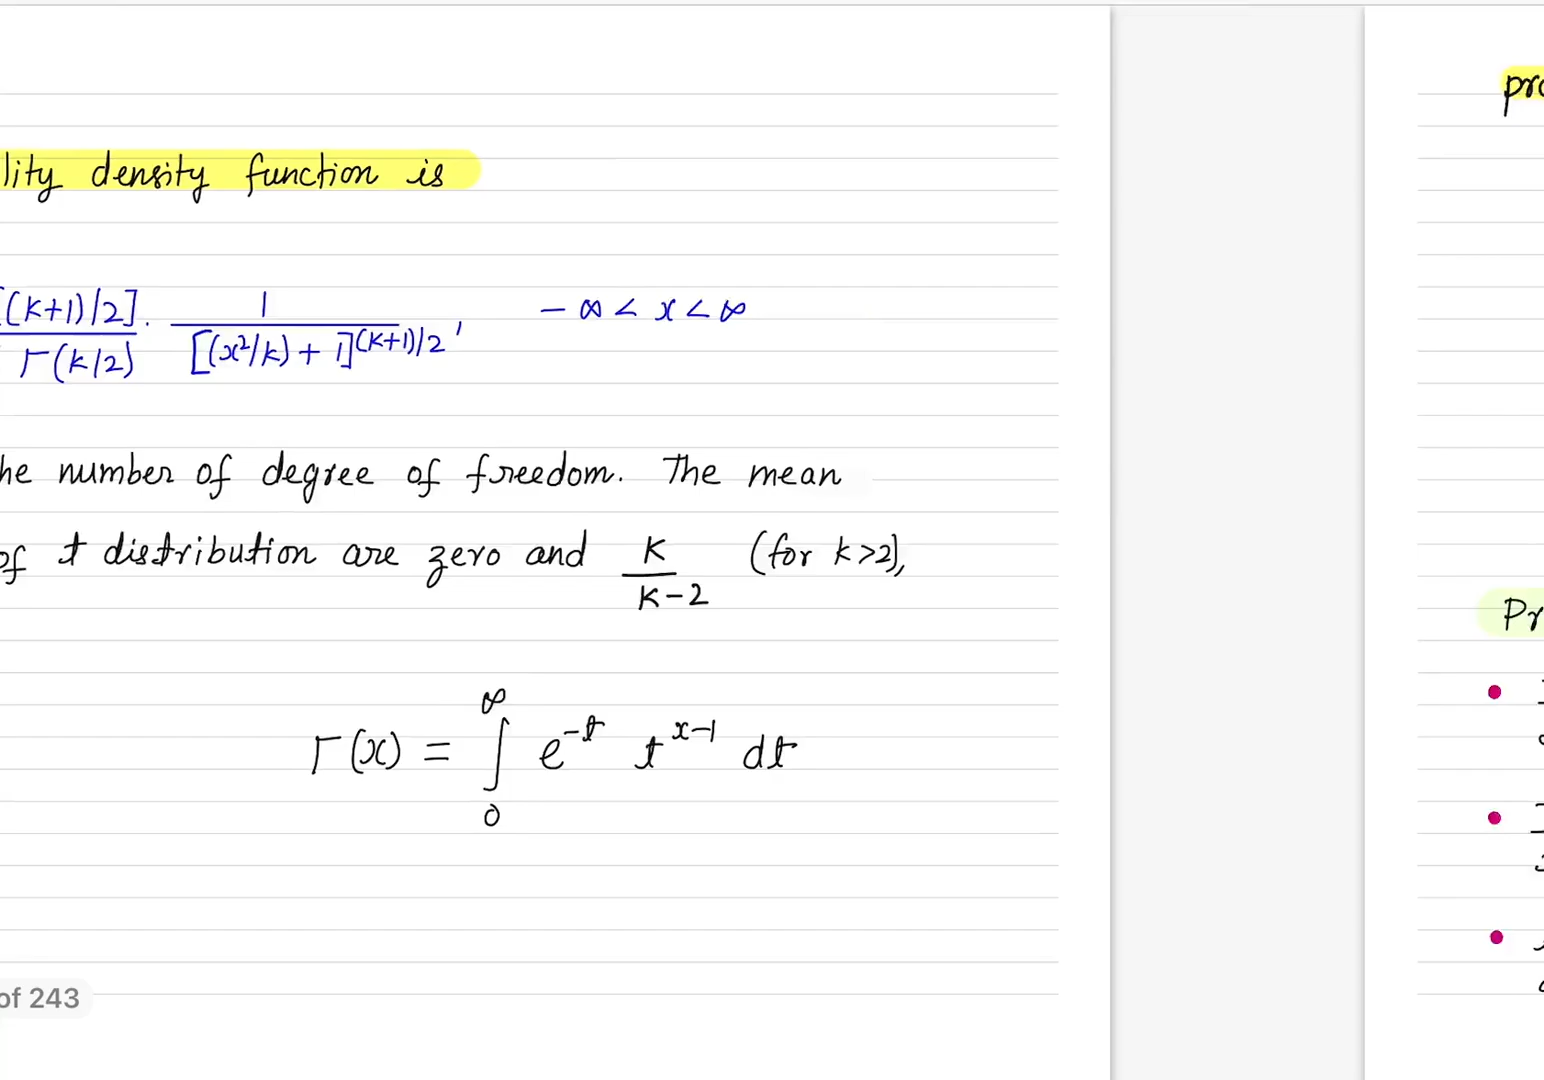 lity density function is
[(k+1)/2] . 1 / [(x²/k) + 1]^(k+1)/2 , - ∞ < x < ∞
Γ(k/2)
he number of degree of freedom. The mean
of t distribution are zero and K/K-2 (for k>2),
Γ(x) = ∫₀^∞ e^-t t^x-1 dt
of 243
pro
Pr